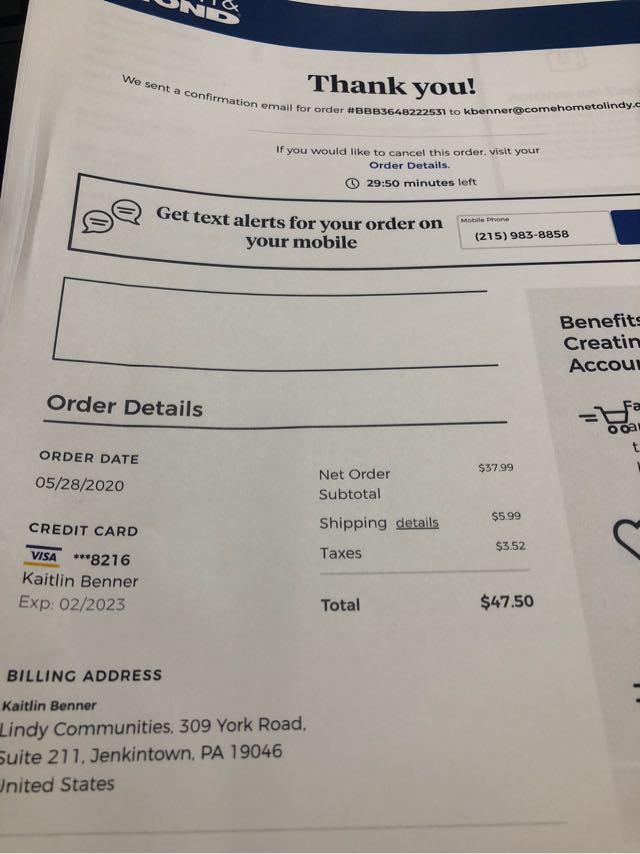 & 
OND
Thank you!
We sent a confirmation email for order #BBB3648222531 to kbenner@comehometolindy.c
If you would like to cancel this order, visit your
Order Details.
29:50 minutes left
Get text alerts for your order on
your mobile
Mobile Phone
(215) 983-8858
Benefits
Creatin
Accou
Fa
Order Details
ORDER DATE
05/28/2020
CREDIT CARD
VISA ***8216
Kaitlin Benner
Exp: 02/2023
Net Order $37.99
Subtotal
Shipping details $5.99
Taxes $3.52
Total $47.50
BILLING ADDRESS
Kaitlin Benner
Lindy Communities, 309 York Road,
Suite 211, Jenkintown, PA 19046
United States